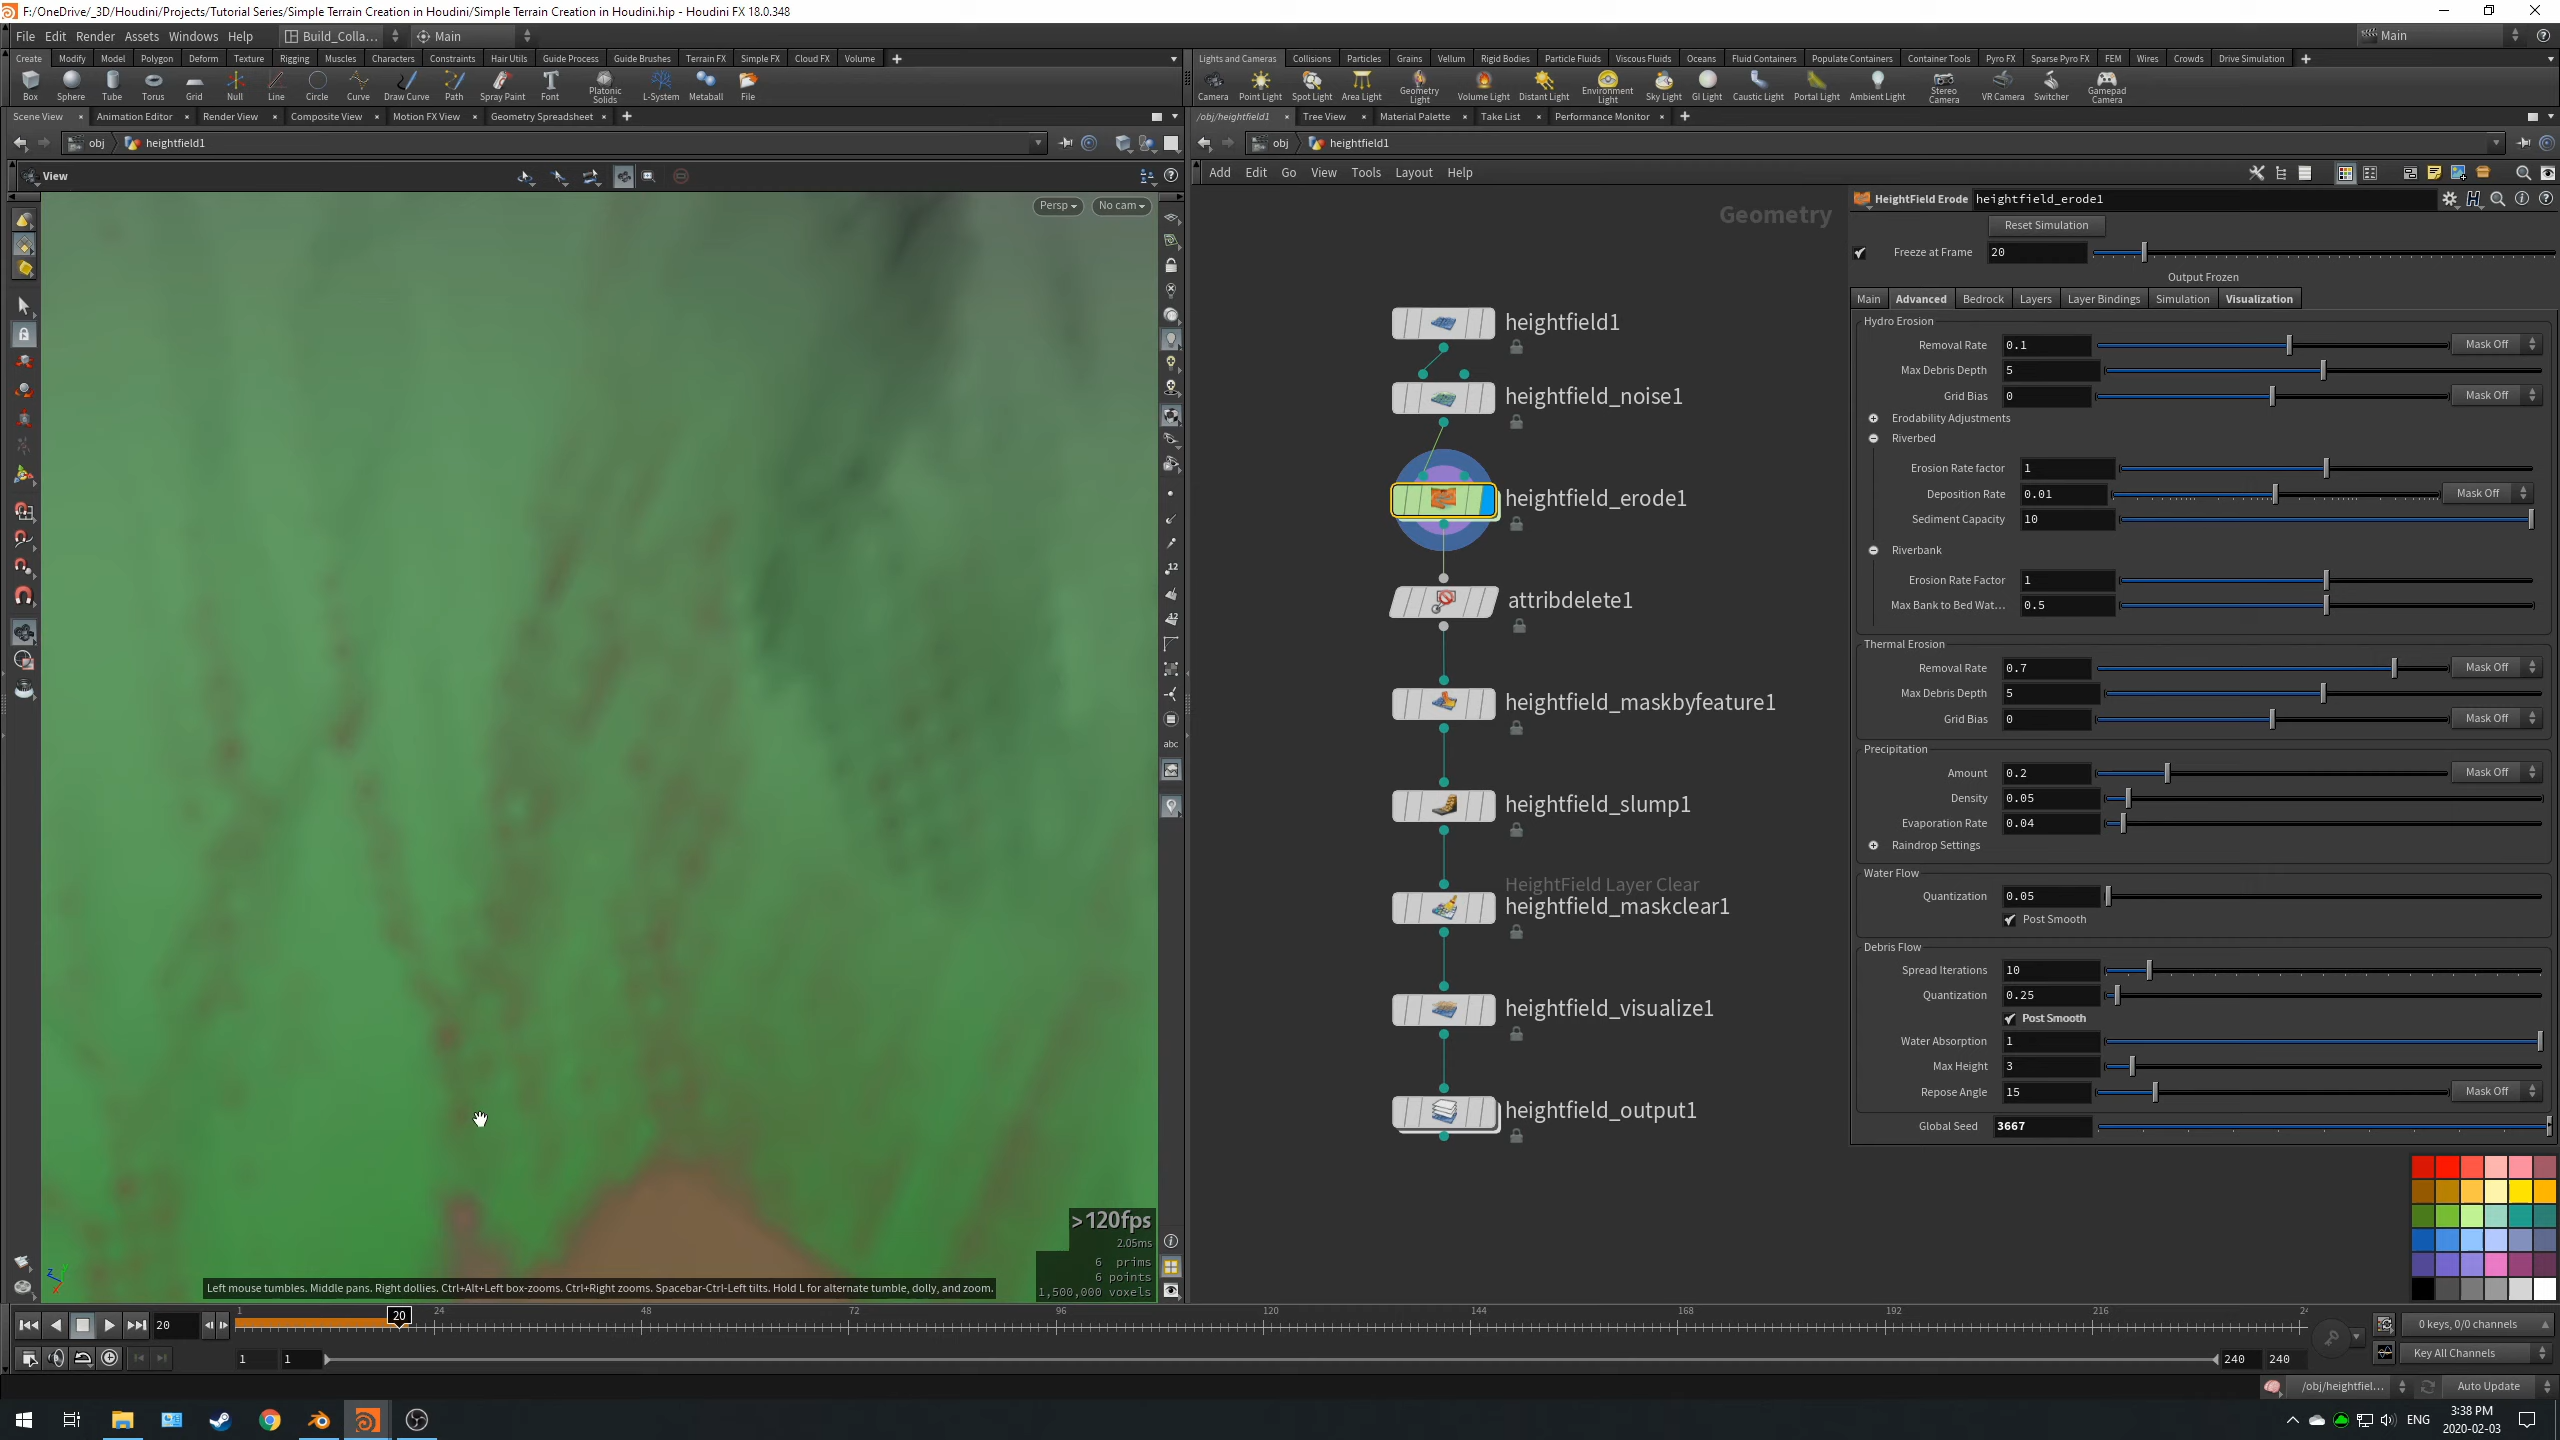 F:/OneDrive/_3D/Houdini/Projects/Tutorial Series/Simple Terrain Creation in Houdini/Simple Terrain Creation in Houdini.hip - Houdini FX 18.0.348
File Edit Render Assets Windows Help Build_Colla... Main Main
Create Modify Model Polygon Deform Texture Rigging Muscles Characters Constraints Hair Utils Guide Process Guide Brushes Terrain FX Simple FX Cloud FX Volume
Lights and Cameras Collisions Particles Grains Vellum Rigid Bodies Particle Fluids Viscous Fluids Oceans Fluid Containers Populate Containers Container Tools Pyro FX Sparse Pyro FX FEM Wires Crowds Drive Simulation
Box Sphere Tube Torus Grid Null Line Circle Curve Draw Curve Path Spray Paint Font Platonic Solids L-System Metaball File
Camera Point Light Spot Light Area Light Geometry Light Volume Light Distant Light Environment Light Sky Light GI Light Caustic Light Portal Light Ambient Light Stereo Camera VR Camera Switcher Gamepad Camera
Scene View Animation Editor Render View Composite View Motion FX View Geometry Spreadsheet
/obj/heightfield1 Tree View Material Palette Take List Performance Monitor
obj heightfield1
obj heightfield1
View
Add Edit Go View Tools Layout Help
Persp No cam
Geometry
heightfield1
heightfield_noise1
heightfield_erode1
attribdelete1
heightfield_maskbyfeature1
heightfield_slump1
HeightField Layer Clear
heightfield_maskclear1
heightfield_visualize1
heightfield_output1
HeightField Erode heightfield_erode1
Reset Simulation
Freeze at Frame 20
Output Frozen
Main Advanced Bedrock Layers Layer Bindings Simulation Visualization
Hydro Erosion
Removal Rate 0.1 Mask Off
Max Debris Depth 5
Grid Bias 0 Mask Off
Erodability Adjustments
Riverbed
Erosion Rate factor 1
Deposition Rate 0.01 Mask Off
Sediment Capacity 10
Riverbank
Erosion Rate Factor 1
Max Bank to Bed Wat... 0.5
Thermal Erosion
Removal Rate 0.7 Mask Off
Max Debris Depth 5
Grid Bias 0 Mask Off
Precipitation
Amount 0.2 Mask Off
Density 0.05
Evaporation Rate 0.04
Raindrop Settings
Water Flow
Quantization 0.05
Post Smooth
Debris Flow
Spread Iterations 10
Quantization 0.25
Post Smooth
Water Absorption 1
Max Height 3
Repose Angle 15 Mask Off
Global Seed 3667
12
12
abc
>120fps
2.05ms
6 prims
6 points
1,500,000 voxels
Left mouse tumbles. Middle pans. Right dollies. Ctrl+Alt+Left box-zooms. Ctrl+Right zooms. Spacebar-Ctrl-Left tilts. Hold L for alternate tumble, dolly, and zoom.
z
1 24 48 72 96 120 144 168 192 216 24
20 20
0 keys, 0/0 channels
1 1 240 240
Key All Channels
/obj/heightfiel... Auto Update
ENG
3:38 PM
2020-02-03